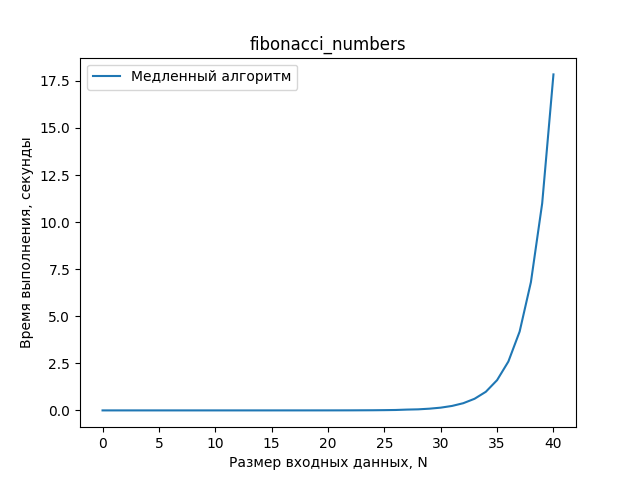 fibonacci_numbers
Медленный алгоритм
Время выполнения, секунды
17.5
15.0
12.5
10.0
7.5
5.0
2.5
0.0
0 5 10 15 20 25 30 35 40
Размер входных данных, N